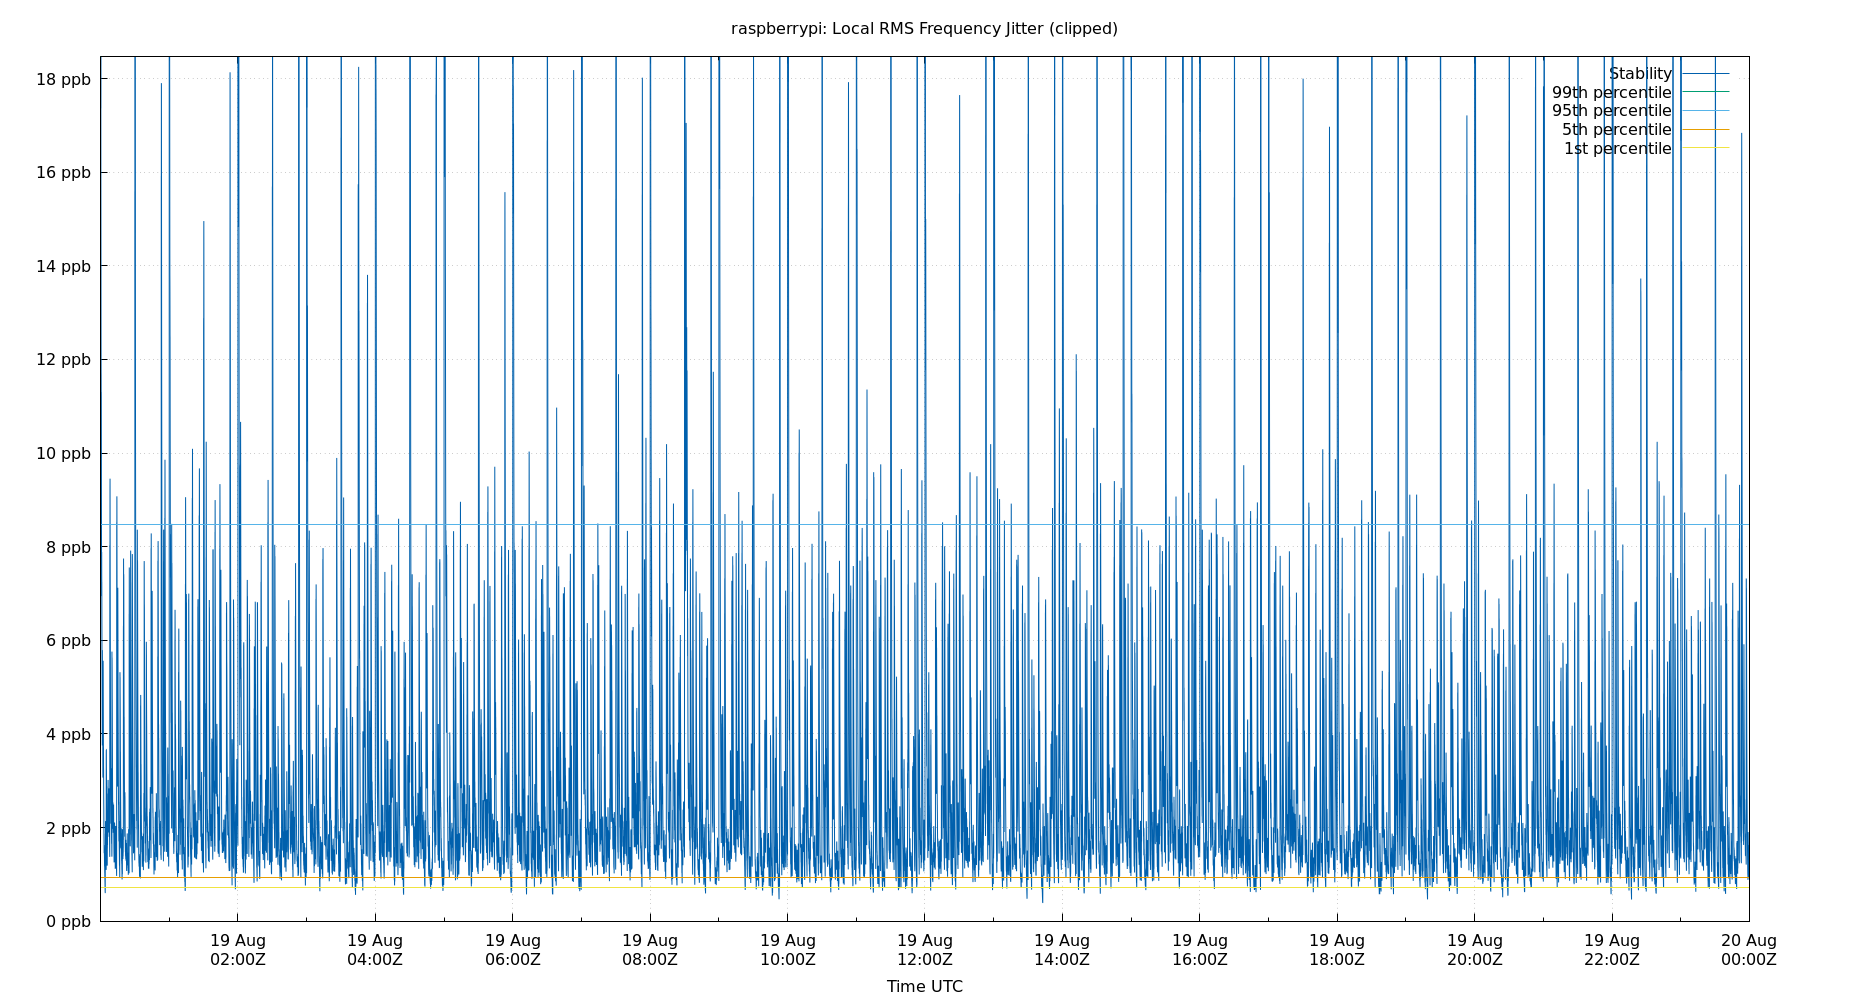 raspberrypi: Local RMS Frequency Jitter (clipped)
18 ppb
16 ppb
14 ppb
12 ppb
10 ppb
8 ppb
6 ppb
4 ppb
2 ppb
0 ppb
Stability
99th percentile
95th percentile
5th percentile
1st percentile
19 Aug 19 Aug 19 Aug 19 Aug 19 Aug 19 Aug 19 Aug 19 Aug 19 Aug 19 Aug 19 Aug 20 Aug
02:00Z 04:00Z 06:00Z 08:00Z 10:00Z 12:00Z 14:00Z 16:00Z 18:00Z 20:00Z 22:00Z 00:00Z
Time UTC